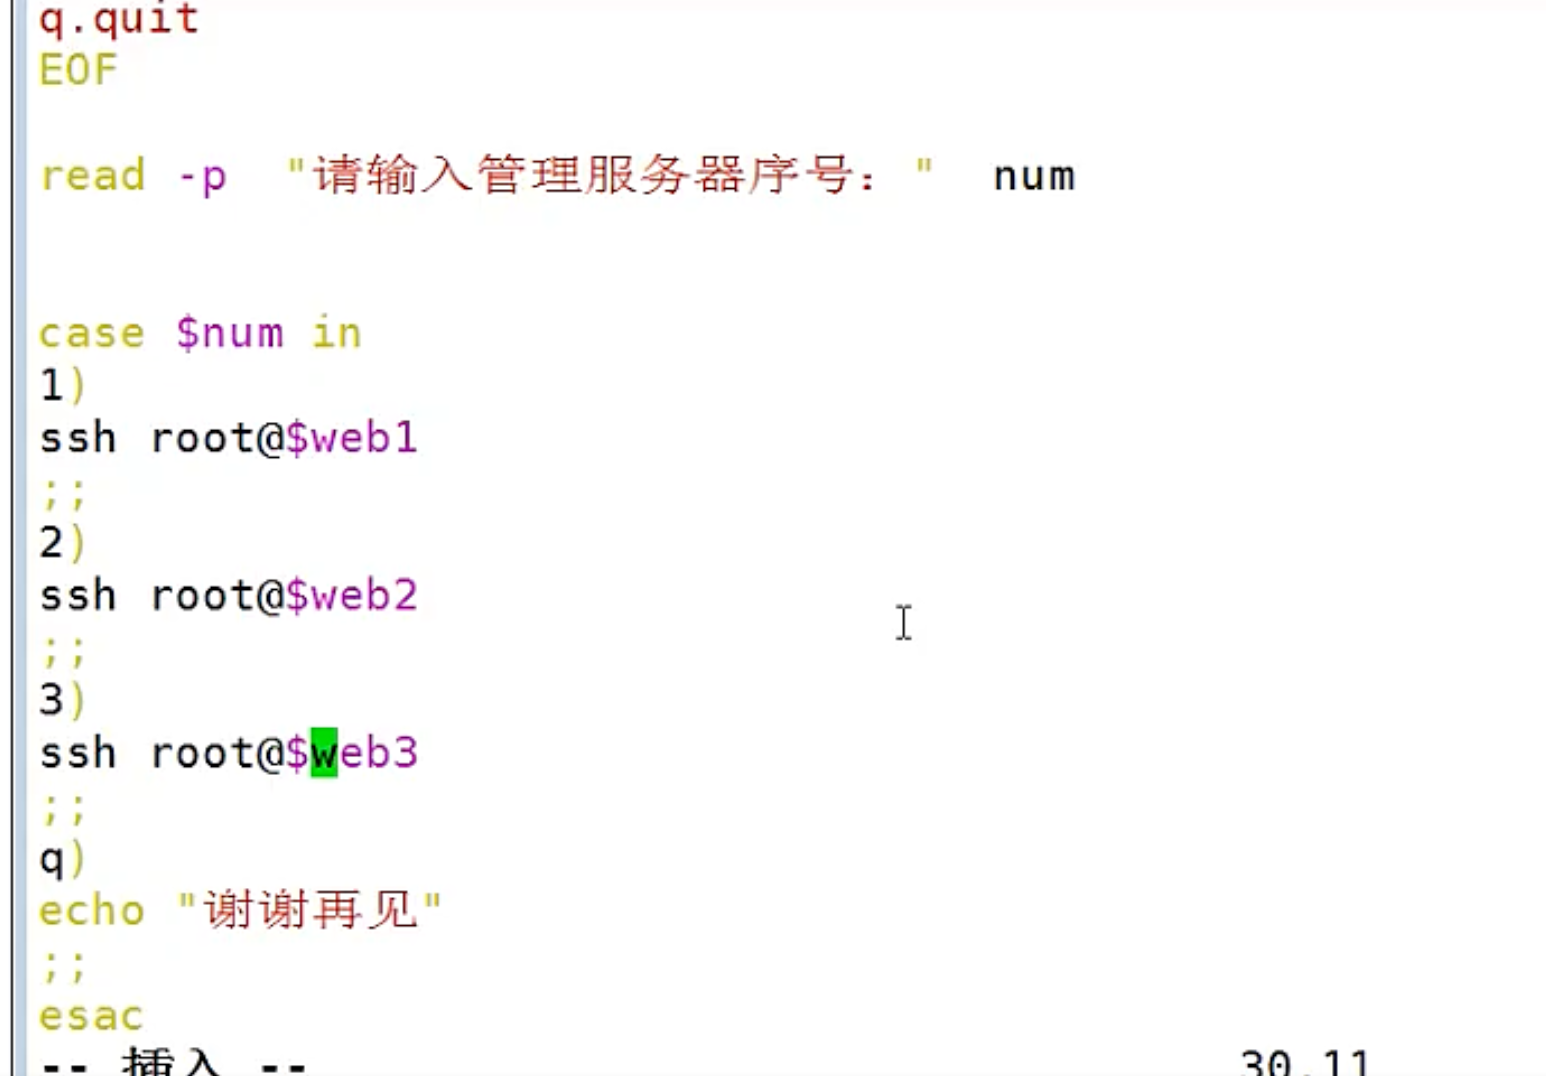 q.quit
EOF
read -p  "请输入管理服务器序号："  num
case $num in
1)
ssh root@$web1
;;
2)
ssh root@$web2
;;
3)
ssh root@$web3
;;
q)
echo "谢谢再见"
;;
esac
-- 插入 --
30,11